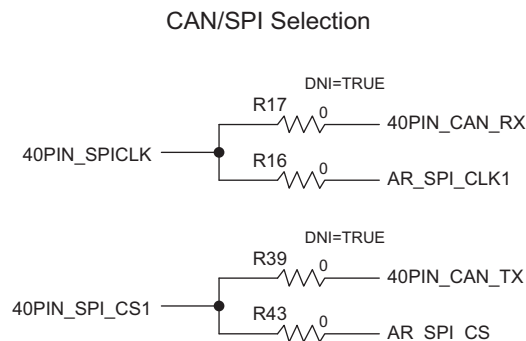 CAN/SPI Selection
DNI=TRUE
R17
0
40PIN_CAN_RX
40PIN_SPICLK
R16
0
AR_SPI_CLK1
DNI=TRUE
R39
0
40PIN_CAN_TX
40PIN_SPI_CS1
R43
0
AR_SPI_CS